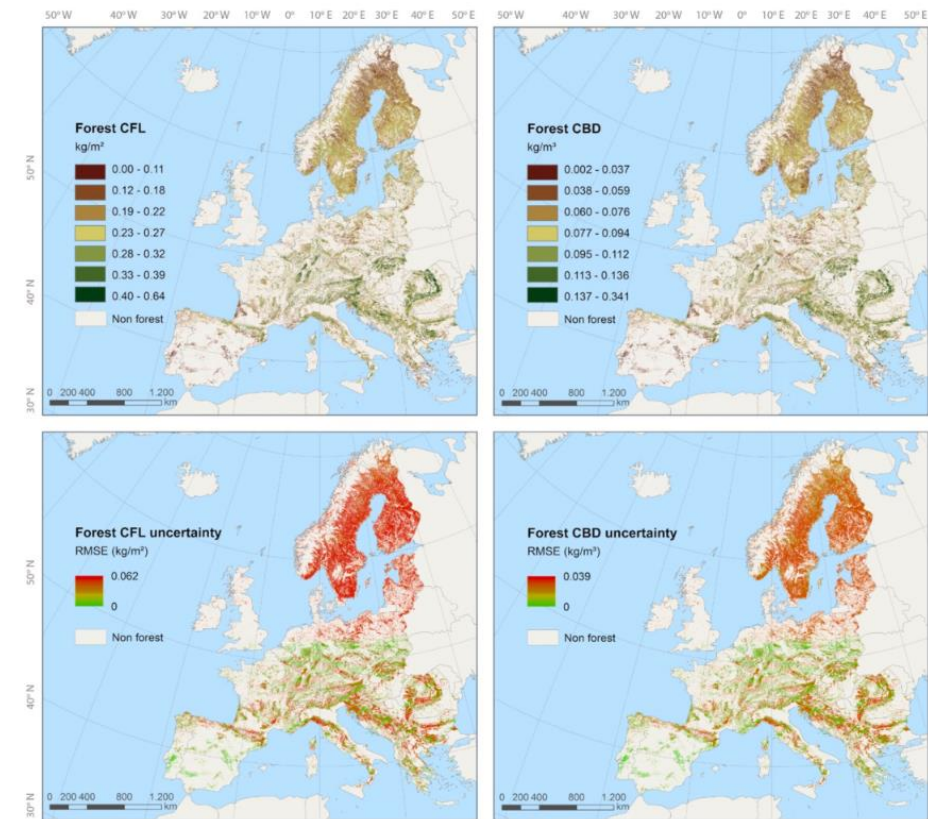 50° W 40° W 30° W 20° W 10° W 0° 10° E 20° E 30° E 40° E 50° E
50° W 40° W 30° W 20° W 10° W 0° 10° E 20° E 30° E 40° E 50° E
50° N
40° N
30° N
Forest CFL
kg/m²
0.00 - 0.11
0.12 - 0.18
0.19 - 0.22
0.23 - 0.27
0.28 - 0.32
0.33 - 0.39
0.40 - 0.64
Non forest
0 200 400 800 1.200
km
Forest CBD
kg/m³
0.002 - 0.037
0.038 - 0.059
0.060 - 0.076
0.077 - 0.094
0.095 - 0.112
0.113 - 0.136
0.137 - 0.341
Non forest
0 200 400 800 1.200
km
50° N
40° N
30° N
Forest CFL uncertainty
RMSE (kg/m²)
0.062
0
Non forest
0 200 400 800 1.200
km
Forest CBD uncertainty
RMSE (kg/m³)
0.039
0
Non forest
0 200 400 800 1.200
km